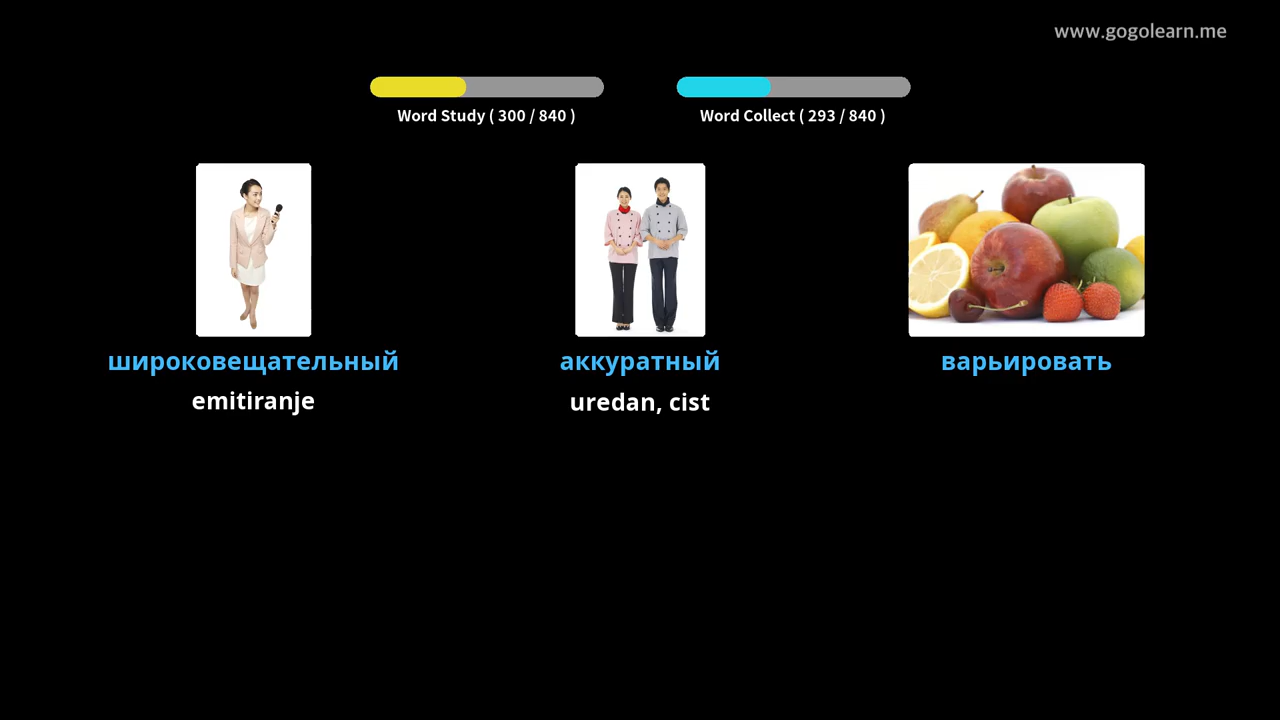 www.gogolearn.me
Word Study ( 300 / 840 )
Word Collect ( 293 / 840 )
широковещательный
аккуратный
варьировать
emitiranje
uredan, cist